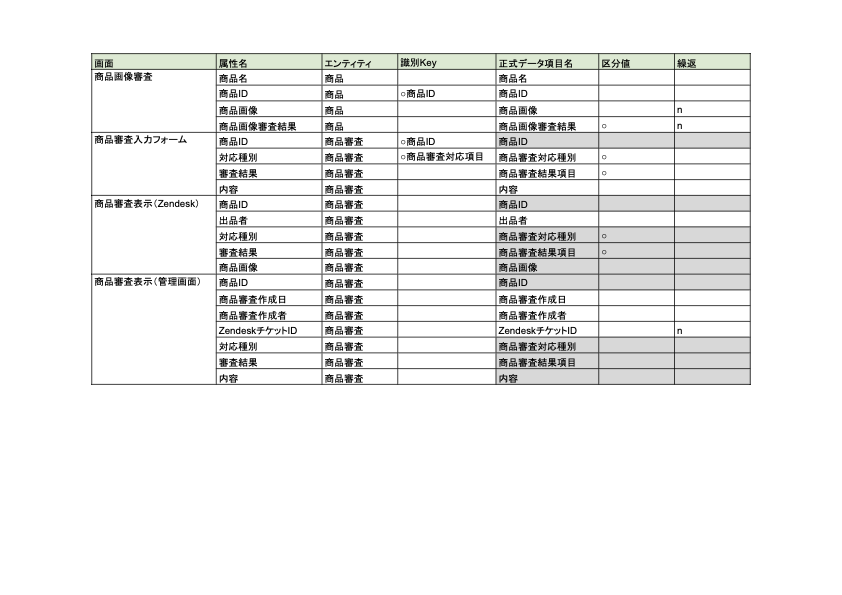 画面 属性名 エンティティ 識別Key 正式データ項目名 区分値 繰返
商品画像審査 商品名 商品 商品名
商品ID 商品 ○商品ID 商品ID
商品画像 商品 商品画像 n
商品画像審査結果 商品 商品画像審査結果 ○ n
商品審査入力フォーム 商品ID 商品審査 ○商品ID 商品ID
対応種別 商品審査 ○商品審査対応項目 商品審査対応種別 ○
審査結果 商品審査 商品審査結果項目 ○
内容 商品審査 内容
商品審査表示（Zendesk） 商品ID 商品審査 商品ID
出品者 商品審査 出品者
対応種別 商品審査 商品審査対応種別 ○
審査結果 商品審査 商品審査結果項目 ○
商品画像 商品審査 商品画像
商品審査表示（管理画面） 商品ID 商品審査 商品ID
商品審査作成日 商品審査 商品審査作成日
商品審査作成者 商品審査 商品審査作成者
ZendeskチケットID 商品審査 ZendeskチケットID n
対応種別 商品審査 商品審査対応種別
審査結果 商品審査 商品審査結果項目
内容 商品審査 内容